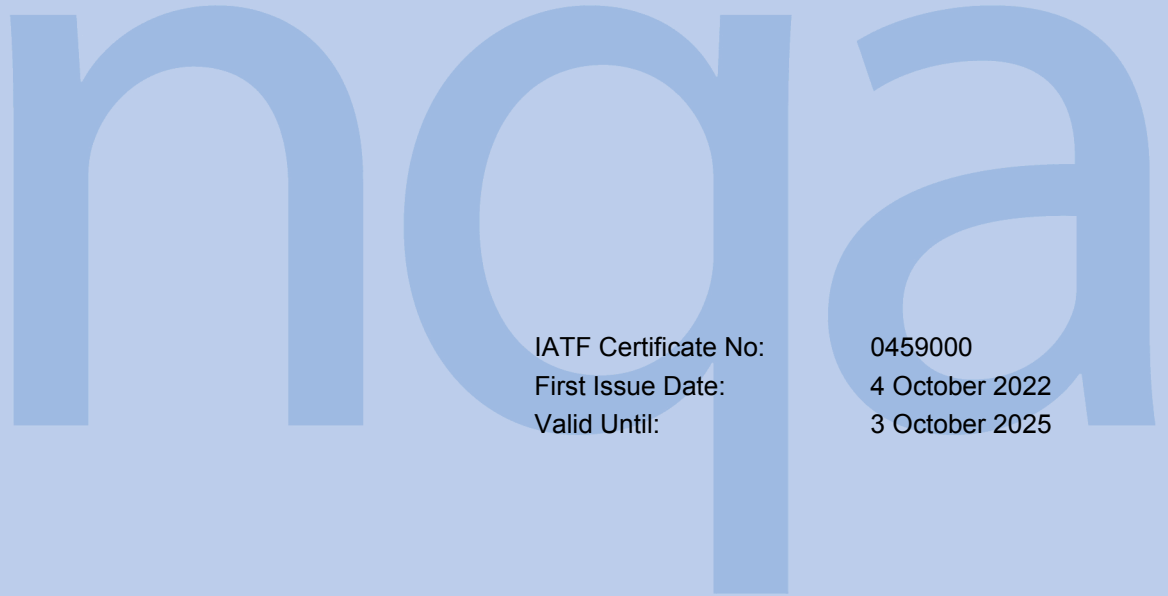 nqa
IATF Certificate No: 0459000
First Issue Date: 4 October 2022
Valid Until: 3 October 2025